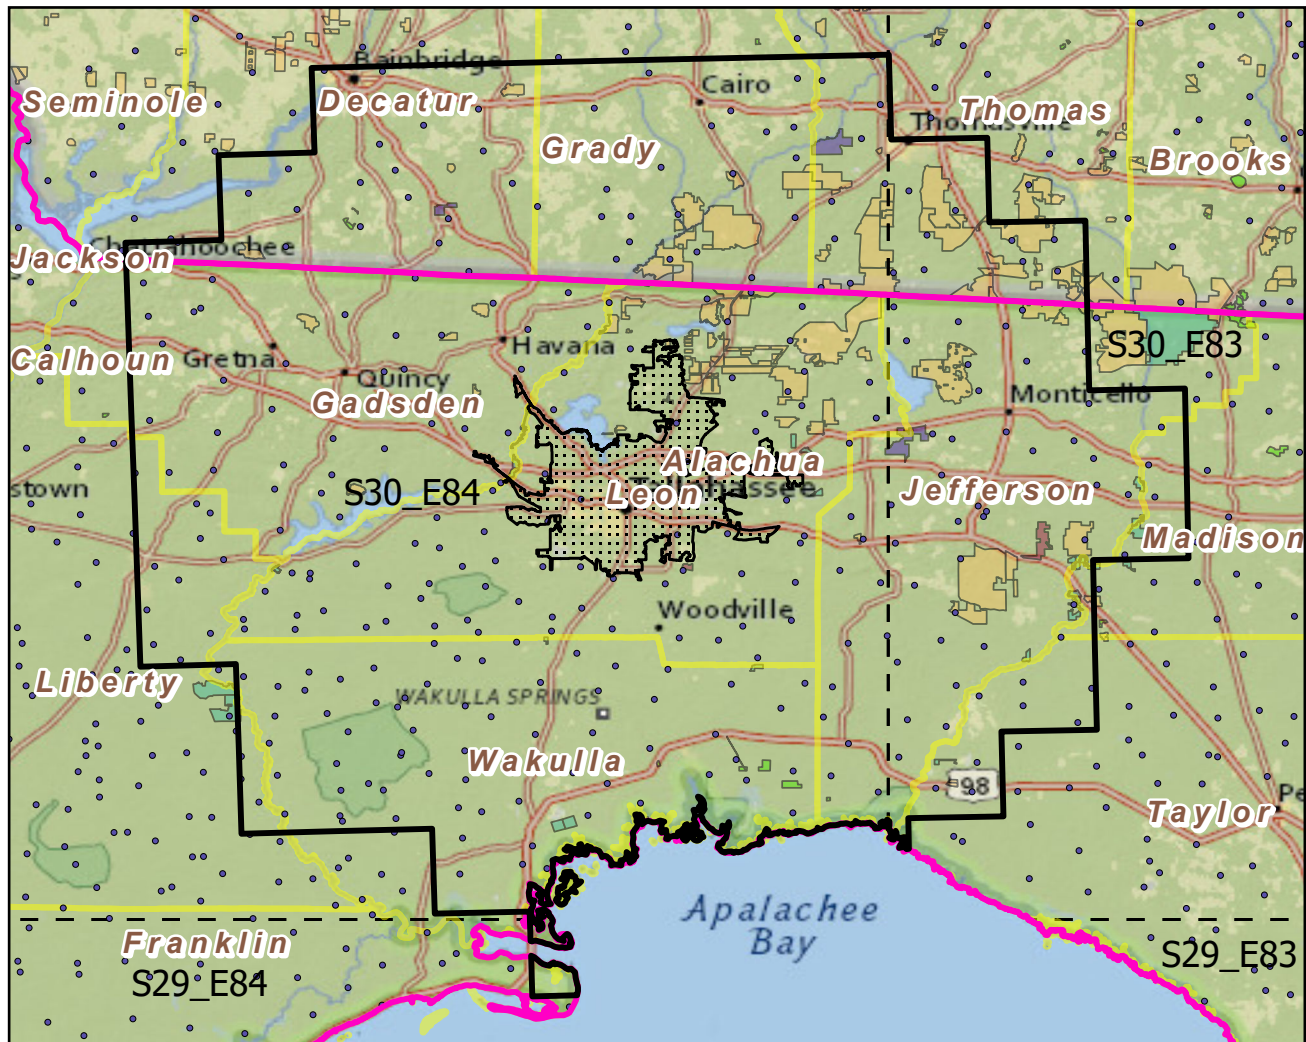 Bainbridge
Cairo
Seminole
Decatur
Thomas
Thomasville
Grady
Brooks
Chattahoochee
Jackson
S30_E83
Havana
Calhoun
Gretna
Quincy
Monticello
Gadsden
Alachua
stown
S30_E84
Leon
Tallahassee
Jefferson
Madison
Woodville
Liberty
WAKULLA SPRINGS
Wakulla
98
Pe
Taylor
Apalachee
Bay
Franklin
S29_E84
S29_E83